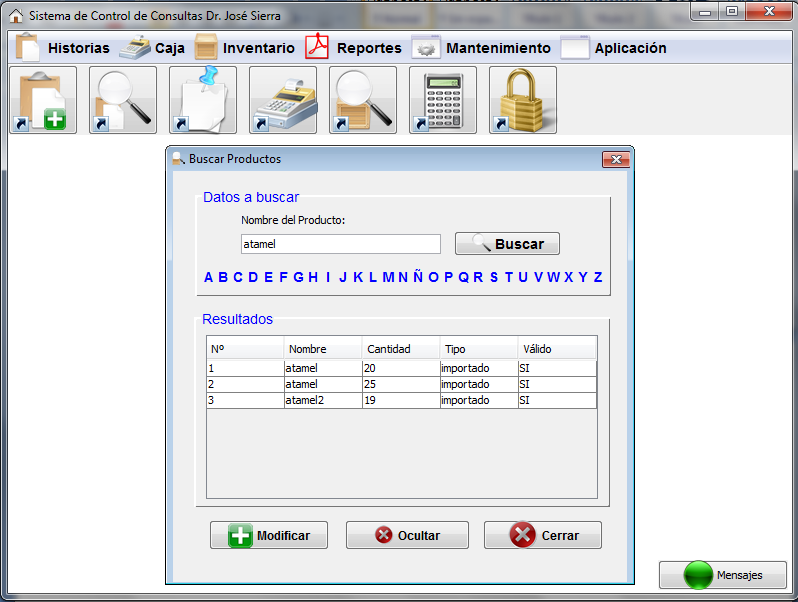 Sistema de Control de Consultas Dr. José Sierra
Historias Caja Inventario Reportes Mantenimiento Aplicación
Buscar Productos
Datos a buscar
Nombre del Producto:
atamel Buscar
A B C D E F G H I J K L M N Ñ O P Q R S T U V W X Y Z
Resultados
Nº Nombre Cantidad Tipo Válido
1 atamel 20 importado SI
2 atamel 25 importado SI
3 atamel2 19 importado SI
Modificar Ocultar Cerrar
Mensajes